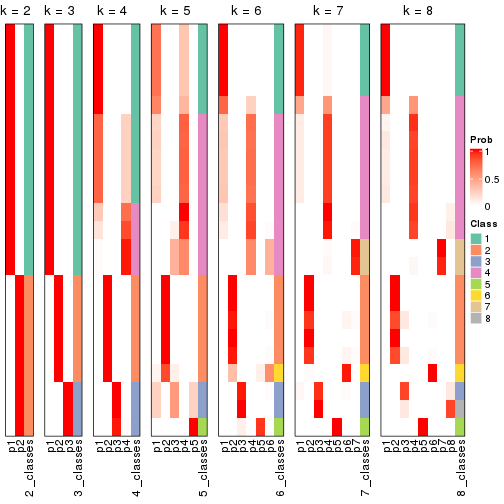 k = 2
k = 3
k = 4
k = 5
k = 6
k = 7
k = 8
p1
p2
2_classes
p1
p2
p3
3_classes
p1
p2
p3
p4
4_classes
p1
p2
p3
p4
p5
5_classes
p1
p2
p3
p4
p5
p6
6_classes
p1
p2
p3
p4
p5
p6
p7
7_classes
p1
p2
p3
p4
p5
p6
p7
p8
8_classes
Prob
1
0.5
0
Class
1
2
3
4
5
6
7
8